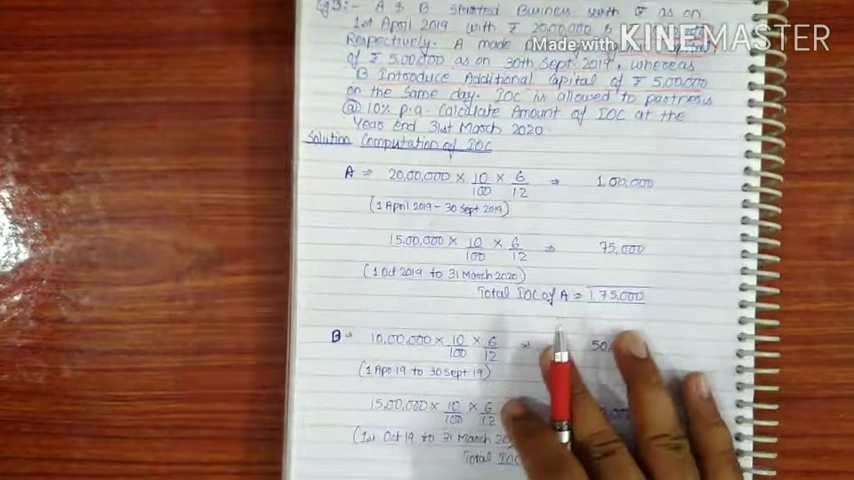 Eg 3:- A & B Started Business with ₹ as on
1st April 2019 with ₹ 20,00,000 &
Respectively. A made
of ₹ 5,00,000 as on 30th Sept. 2019, whereas
B Introduce Additional Capital of ₹ 5,00,000
on the Same day. IOC is allowed to partners
@ 10% p.a. Calculate Amount of IOC at the
Year end 31st March 2020.
Made with KINEMASTER
Solution Computation of IOC
A ⇒ 20,00,000 × 10/100 × 6/12 ⇒ 1,00,000
(1 April 2019 - 30 Sept 2019)
15,00,000 × 10/100 × 6/12 ⇒ 75,000
(1 Oct 2019 to 31 March 2020)
Total IOC of A = 1,75,000
B ⇒ 10,00,000 × 10/100 × 6/12 ⇒ 50,
(1 Apr 19 to 30 Sept 19)
15,00,000 × 10/100 × 6/12
(1st Oct 19 to 31 March 20
Total IOC